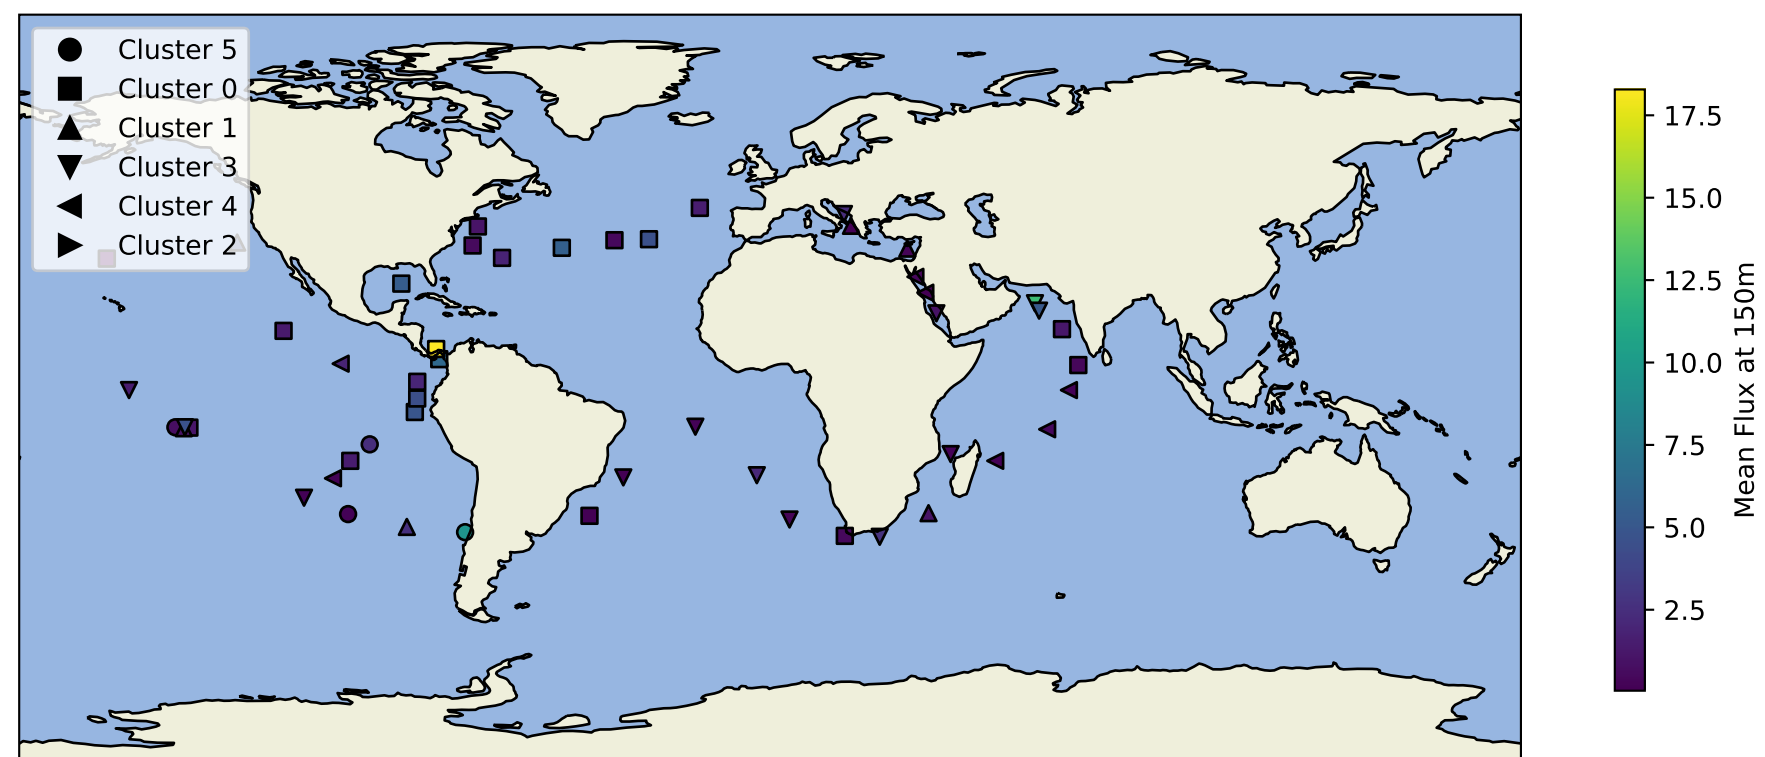 Cluster 5
Cluster 0
Cluster 1
Cluster 3
Cluster 4
Cluster 2
17.5
15.0
12.5
10.0
7.5
5.0
2.5
Mean Flux at 150m